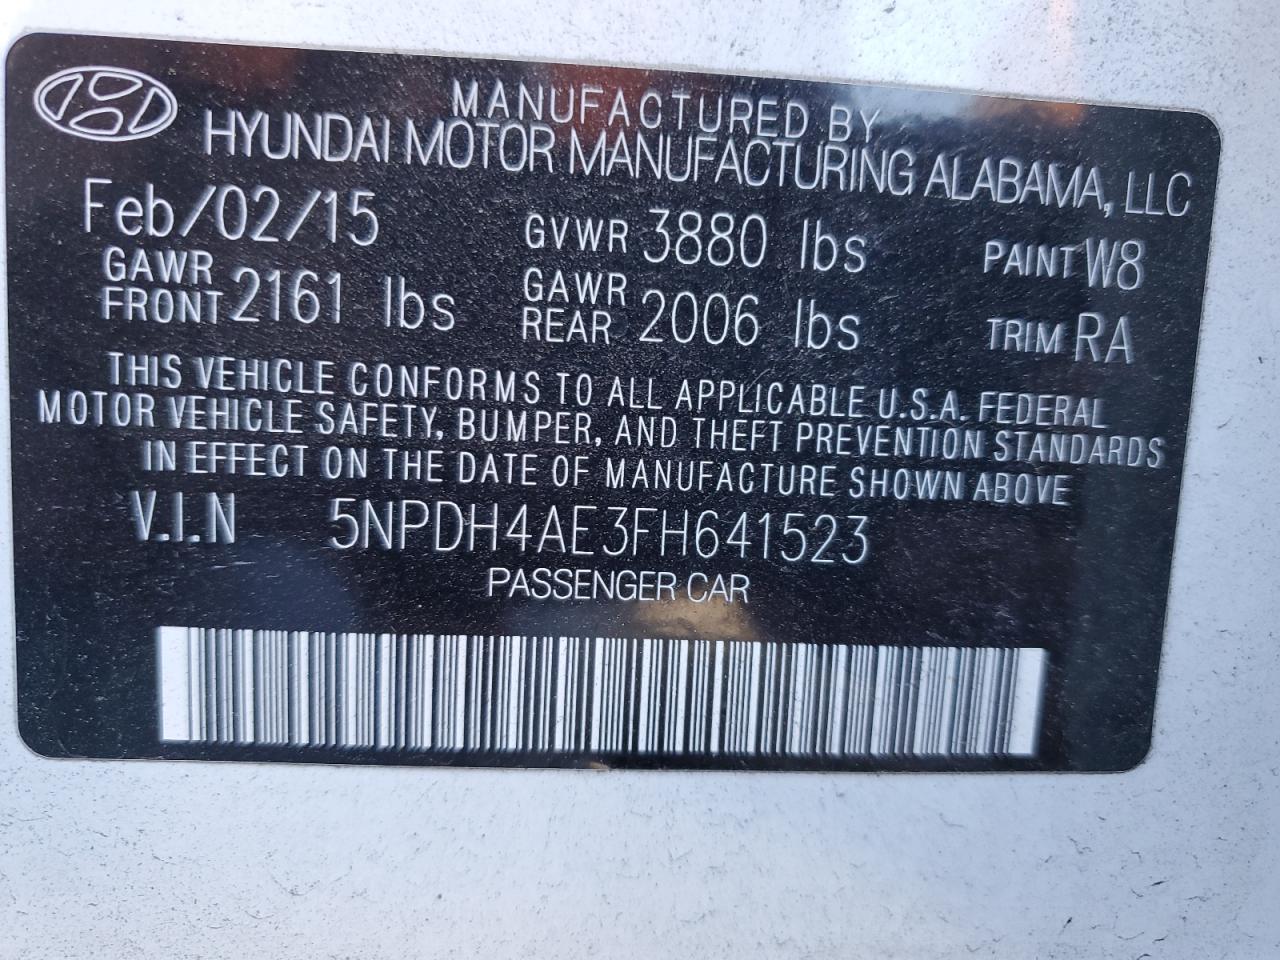 MANUFACTURED BY
HYUNDAI MOTOR MANUFACTURING ALABAMA, LLC
Feb/02/15 GVWR 3880 lbs PAINT W8
GAWR FRONT 2161 lbs GAWR REAR 2006 lbs TRIM RA
THIS VEHICLE CONFORMS TO ALL APPLICABLE U.S.A. FEDERAL
MOTOR VEHICLE SAFETY, BUMPER, AND THEFT PREVENTION STANDARDS
IN EFFECT ON THE DATE OF MANUFACTURE SHOWN ABOVE
V.I.N 5NPDH4AE3FH641523
PASSENGER CAR